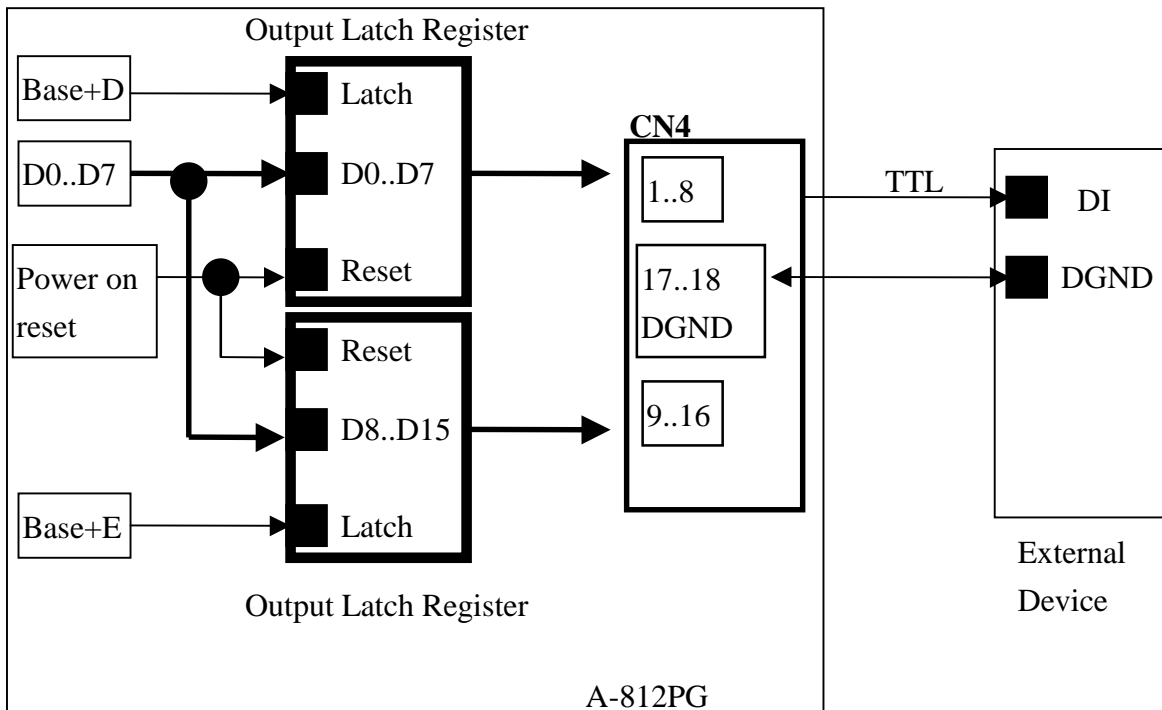 Output Latch Register
Base+D
Latch
CN4
D0..D7
D0..D7
1..8
TTL
DI
Power on
reset
Reset
17..18
DGND
DGND
Reset
D8..D15
9..16
Base+E
Latch
External
Device
Output Latch Register
A-812PG